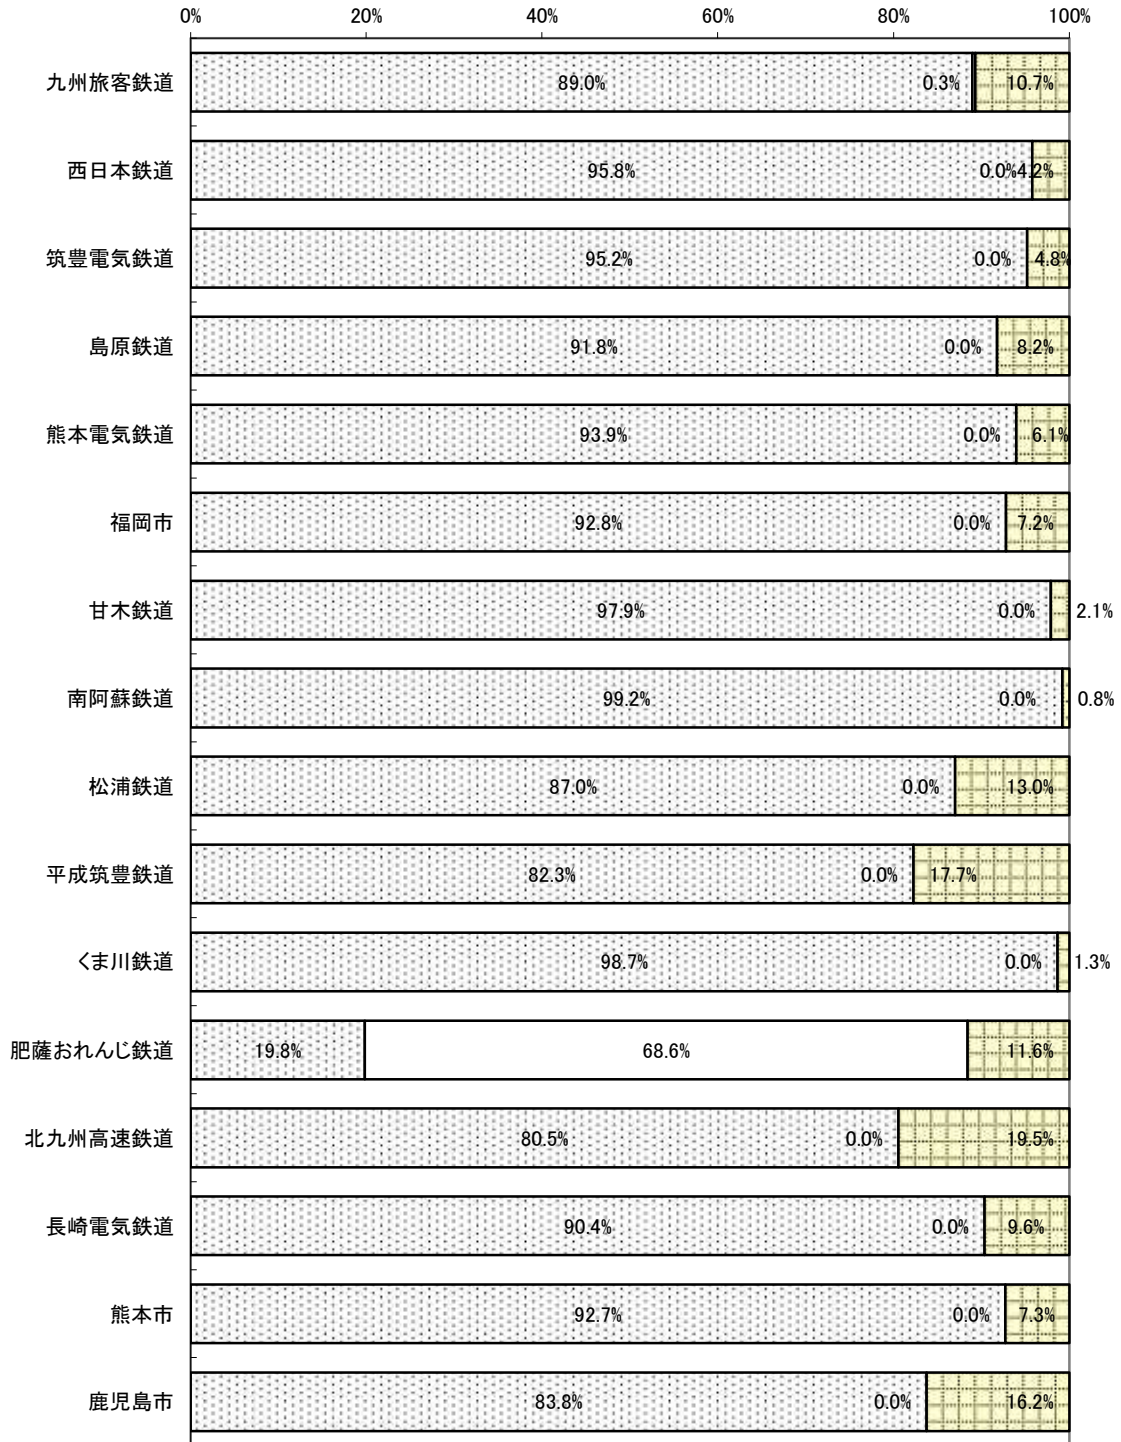 0% 20% 40% 60% 80% 100%
九州旅客鉄道 89.0% 0.3% 10.7%
西日本鉄道 95.8% 0.0% 4.2%
筑豊電気鉄道 95.2% 0.0% 4.8%
島原鉄道 91.8% 0.0% 8.2%
熊本電気鉄道 93.9% 0.0% 6.1%
福岡市 92.8% 0.0% 7.2%
甘木鉄道 97.9% 0.0% 2.1%
南阿蘇鉄道 99.2% 0.0% 0.8%
松浦鉄道 87.0% 0.0% 13.0%
平成筑豊鉄道 82.3% 0.0% 17.7%
くま川鉄道 98.7% 0.0% 1.3%
肥薩おれんじ鉄道 19.8% 68.6% 11.6%
北九州高速鉄道 80.5% 0.0% 19.5%
長崎電気鉄道 90.4% 0.0% 9.6%
熊本市 92.7% 0.0% 7.3%
鹿児島市 83.8% 0.0% 16.2%